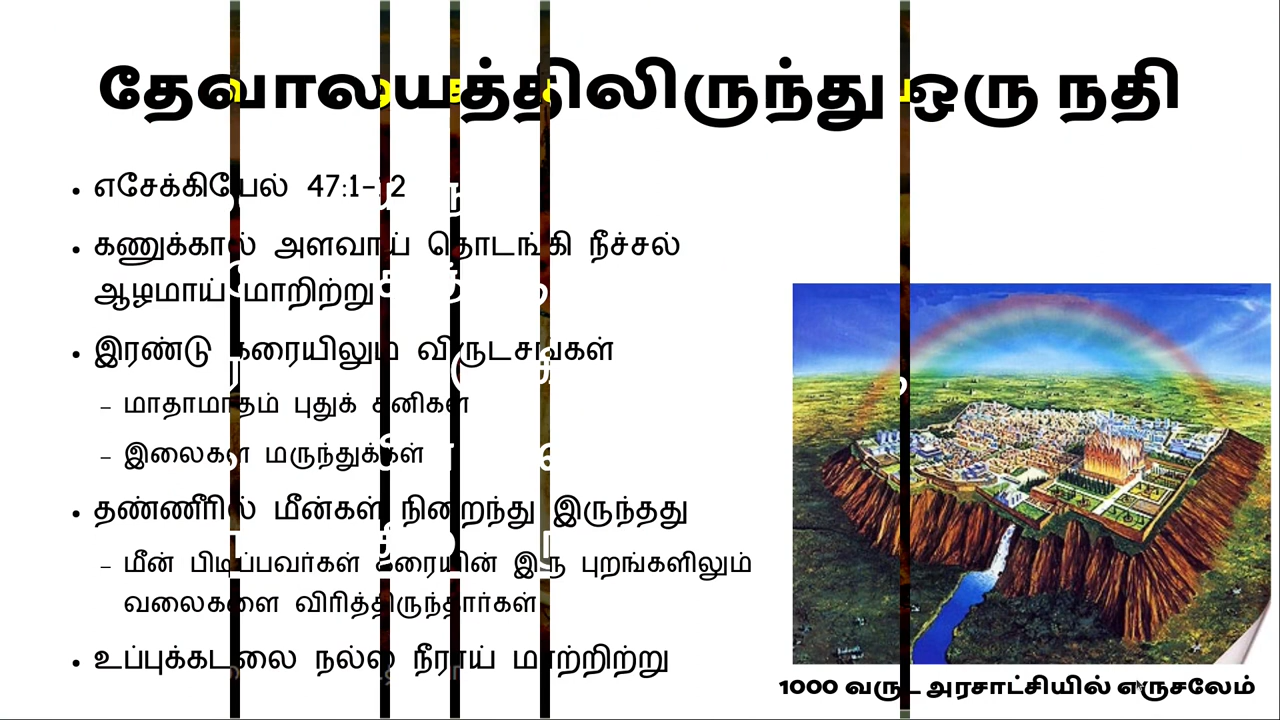 தேவாலயத்திலிருந்து ஒரு நதி
• எசேக்கியேல் 47:1-12
• கணுக்கால் அளவாய் தொடங்கி நீச்சல்
ஆழமாய் மாறிற்று
• இரண்டு கரையிலும் விருட்சங்கள்
– மாதாமாதம் புதுக் கனிகள்
– இலைகள் மருந்துக்கள்
• தண்ணீரில் மீன்கள் நிறைந்து இருந்தது
– மீன் பிடிப்பவர்கள் கரையின் இரு புறங்களிலும்
வலைகளை விரித்திருந்தார்கள்
• உப்புக்கடலை நல்ல நீராய் மாற்றிற்று
1000 வருட அரசாட்சியில் எருசலேம்